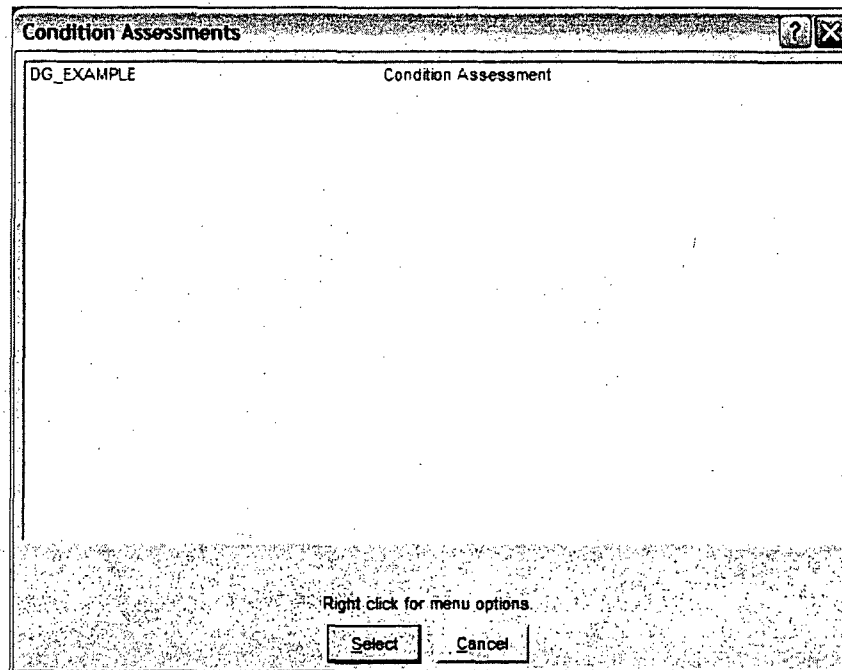 Condition Assessments
DG_EXAMPLE Condition Assessment
Right click for menu options.
Select Cancel